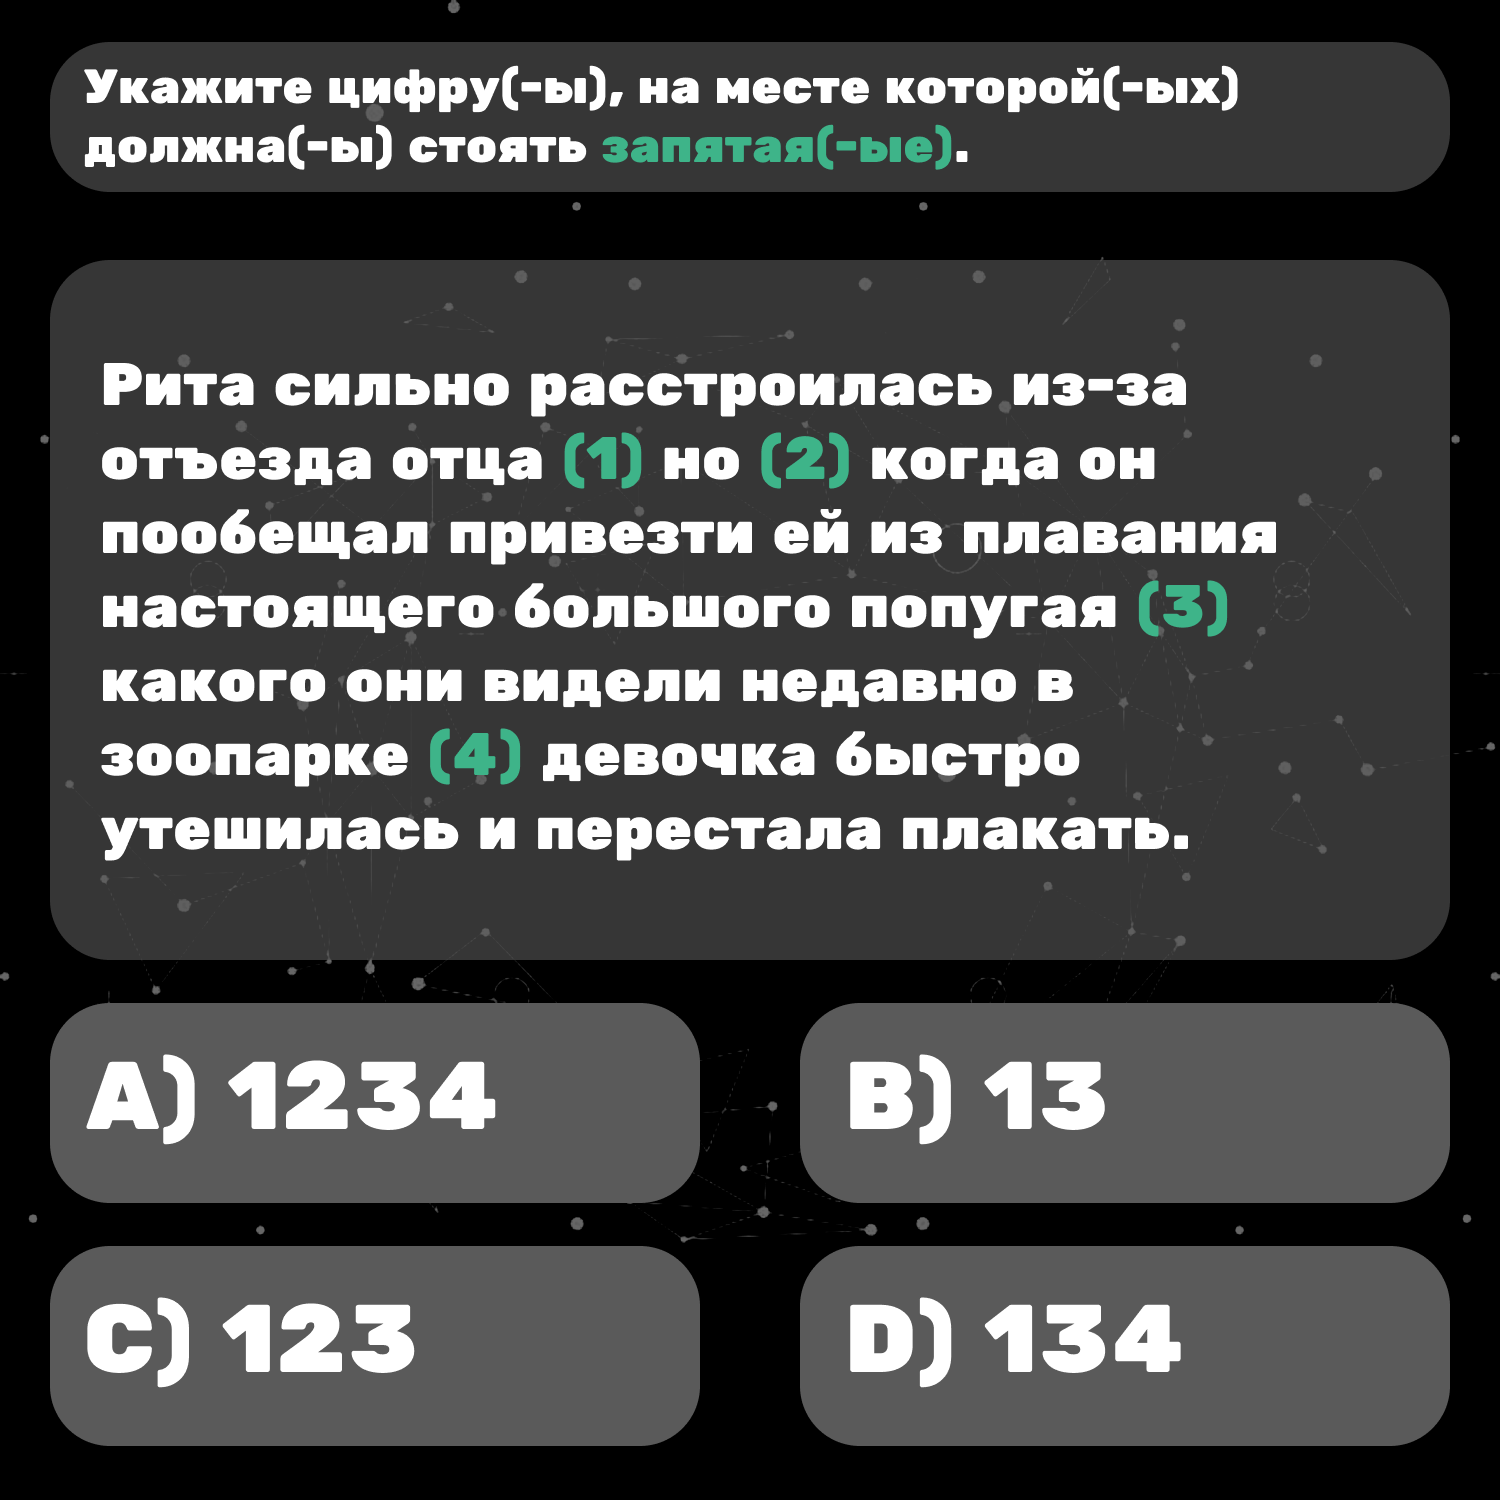 Укажите цифру(-ы), на месте которой(-ых)
должна(-ы) стоять запятая(-ые).
Рита сильно расстроилась из-за
отъезда отца (1) но (2) когда он
пообещал привезти ей из плавания
настоящего большого попугая (3)
какого они видели недавно в
зоопарке (4) девочка быстро
утешилась и перестала плакать.
A) 1234
B) 13
C) 123
D) 134